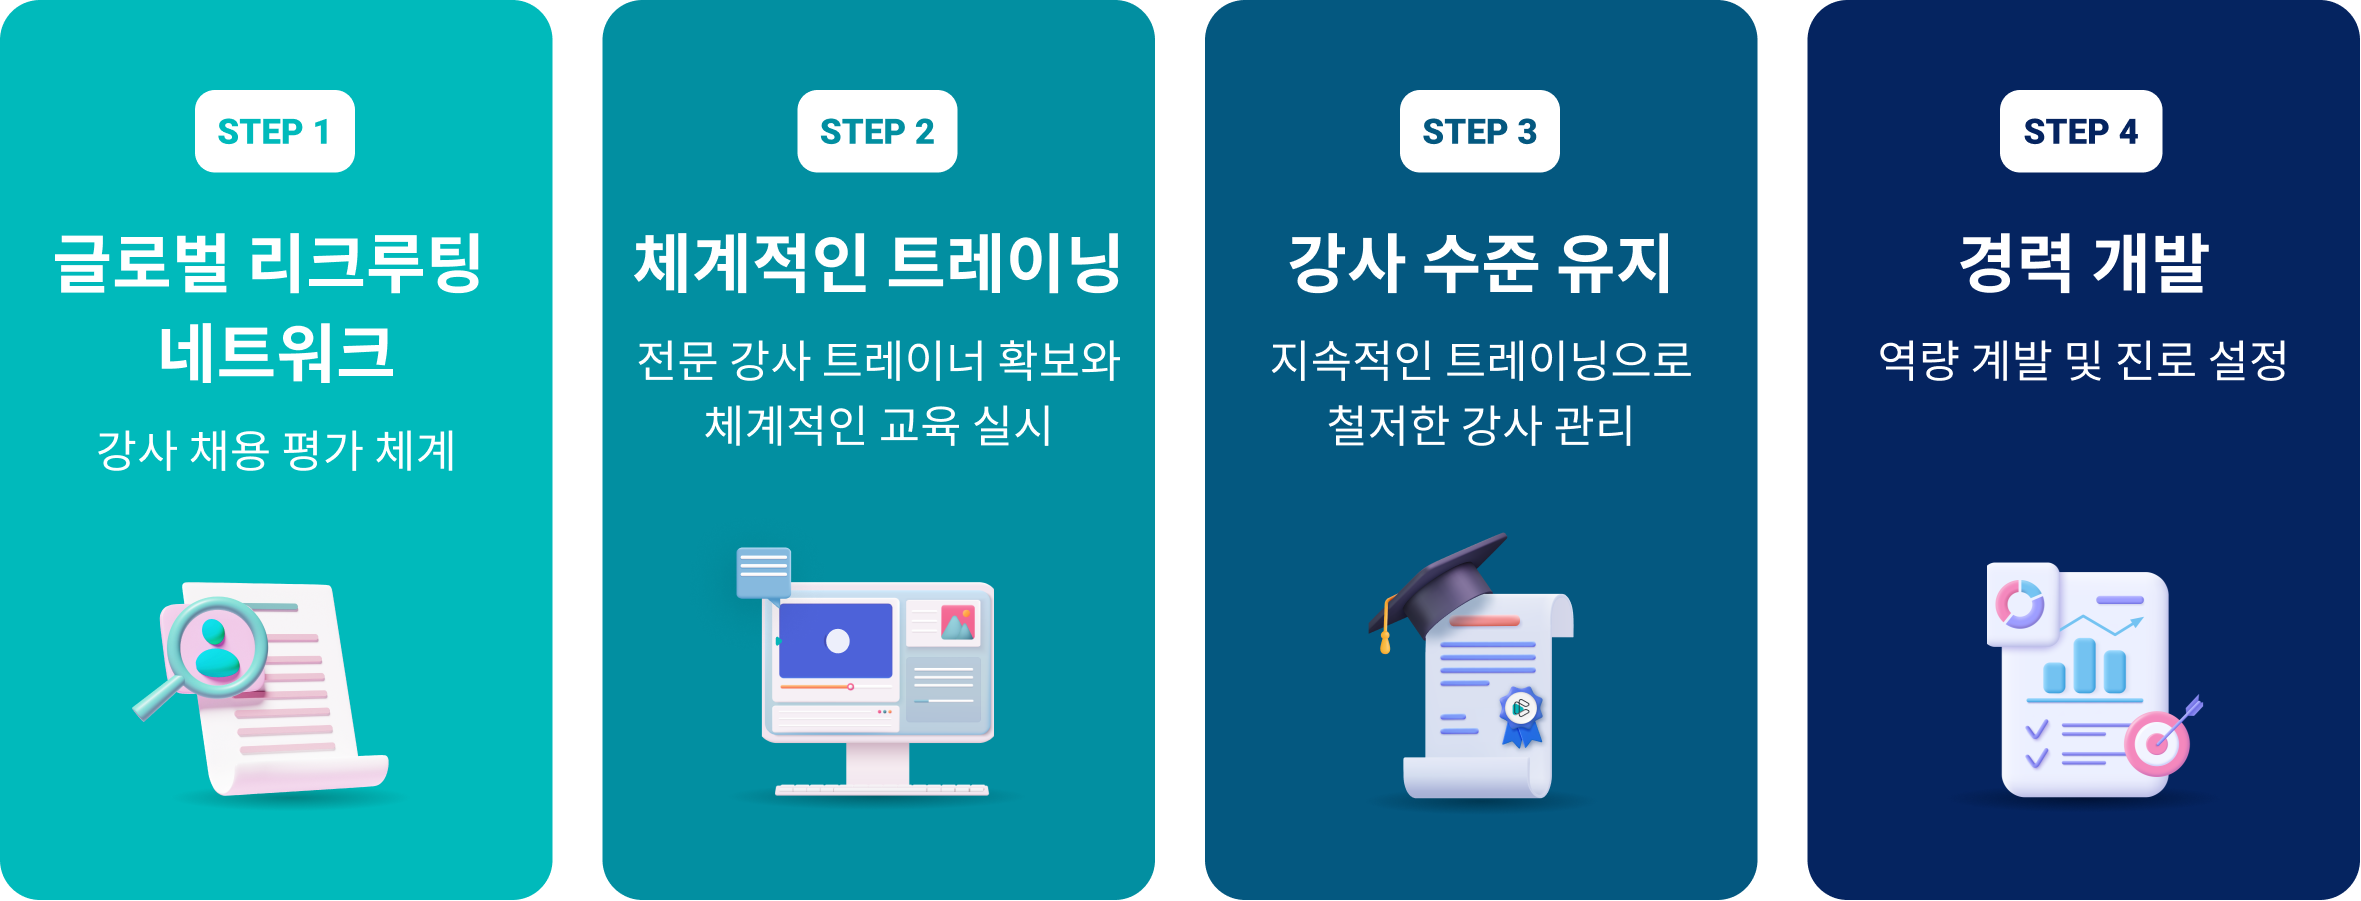 STEP 1
글로벌 리크루팅
네트워크
강사 채용 평가 체계
STEP 2
체계적인 트레이닝
전문 강사 트레이너 확보와
체계적인 교육 실시
STEP 3
강사 수준 유지
지속적인 트레이닝으로
철저한 강사 관리
STEP 4
경력 개발
역량 계발 및 진로 설정